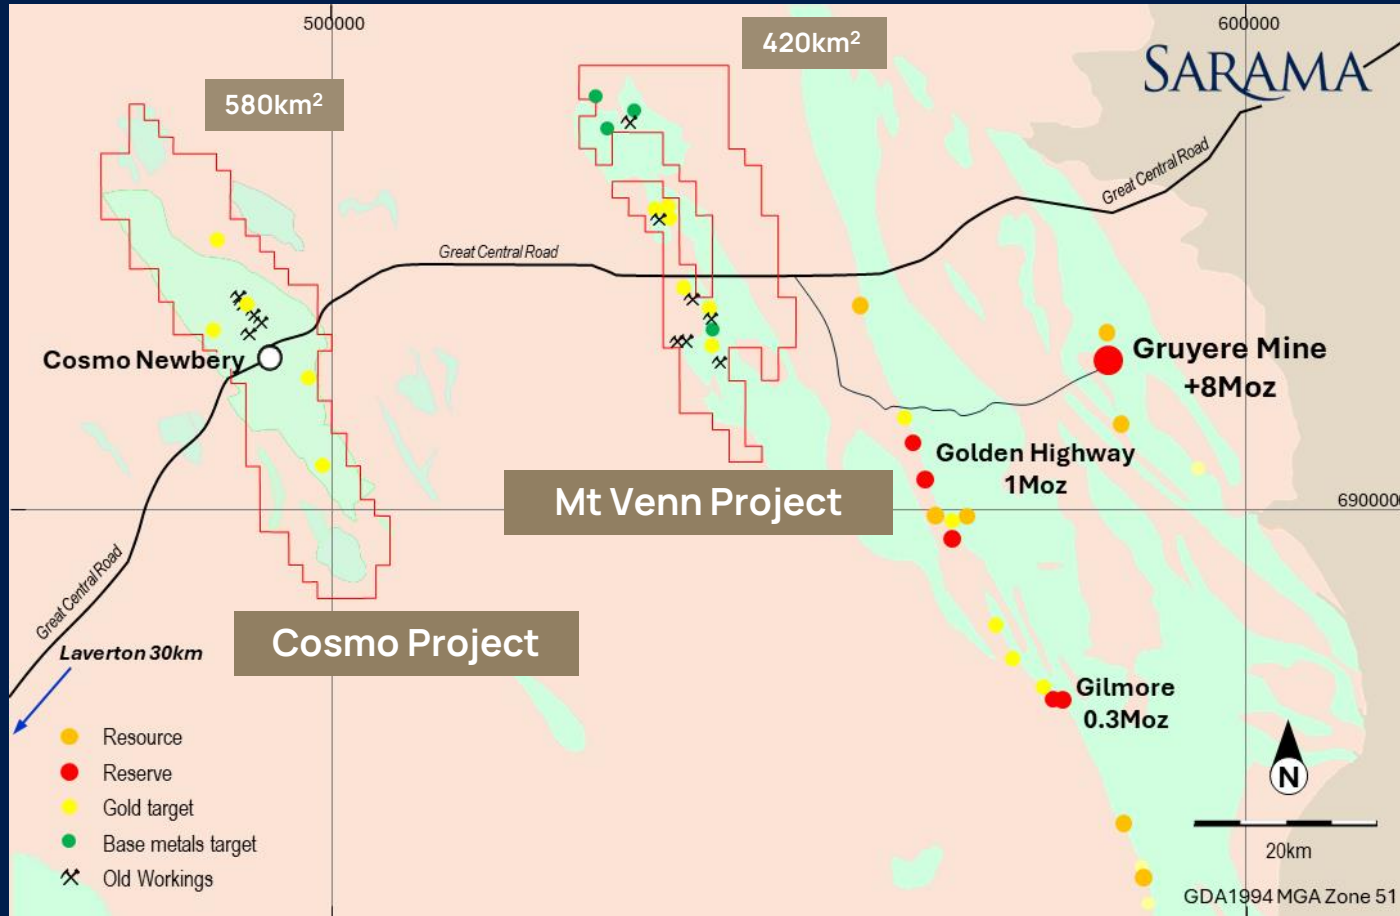 500000
600000
420km²
SARAMA
580km²
Great Central Road
Great Central Road
Cosmo Newbery
Gruyere Mine
+8Moz
Golden Highway
1Moz
Mt Venn Project
690000
Great Central Road
Cosmo Project
Laverton 30km
Gilmore
0.3Moz
Resource
Reserve
Gold target
Base metals target
Old Workings
N
20km
GDA1994 MGA Zone 51